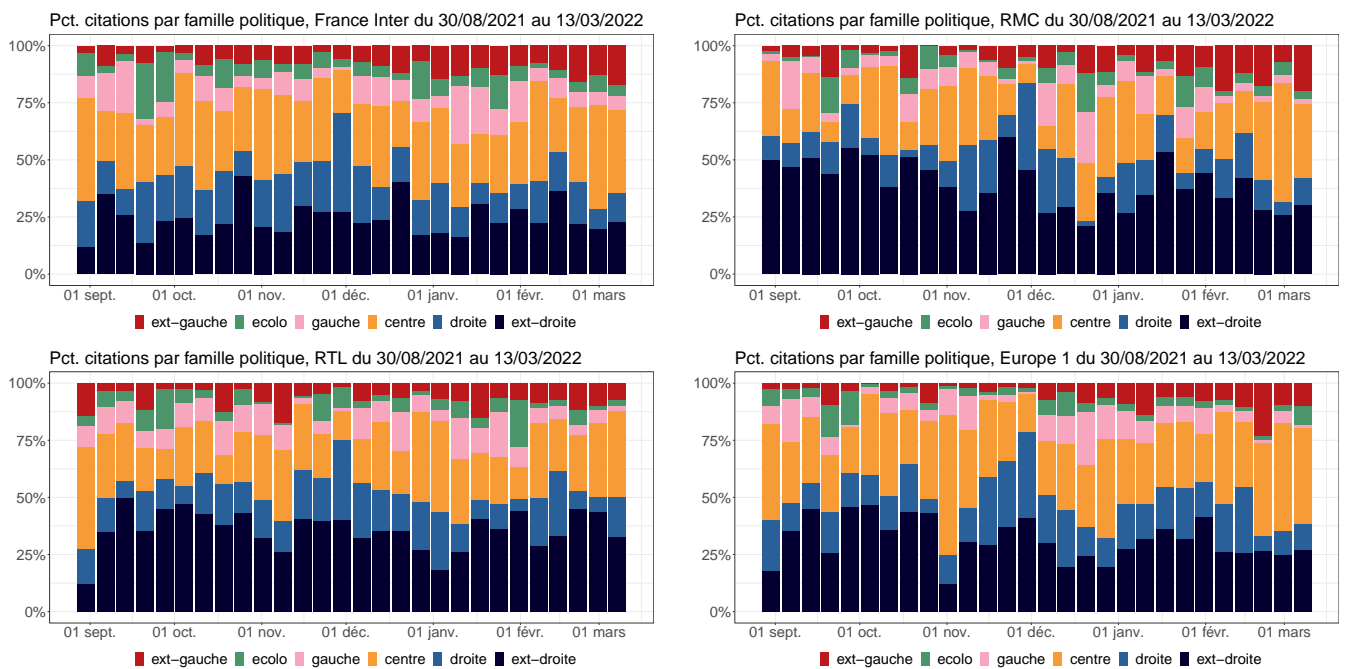 Pct. citations par famille politique, France Inter du 30/08/2021 au 13/03/2022
100%
75%
50%
25%
0%
01 sept. 01 oct. 01 nov. 01 déc. 01 janv. 01 févr. 01 mars
ext−gauche ecolo gauche centre droite ext−droite
Pct. citations par famille politique, RMC du 30/08/2021 au 13/03/2022
100%
75%
50%
25%
0%
01 sept. 01 oct. 01 nov. 01 déc. 01 janv. 01 févr. 01 mars
ext−gauche ecolo gauche centre droite ext−droite
Pct. citations par famille politique, RTL du 30/08/2021 au 13/03/2022
100%
75%
50%
25%
0%
01 sept. 01 oct. 01 nov. 01 déc. 01 janv. 01 févr. 01 mars
ext−gauche ecolo gauche centre droite ext−droite
Pct. citations par famille politique, Europe 1 du 30/08/2021 au 13/03/2022
100%
75%
50%
25%
0%
01 sept. 01 oct. 01 nov. 01 déc. 01 janv. 01 févr. 01 mars
ext−gauche ecolo gauche centre droite ext−droite